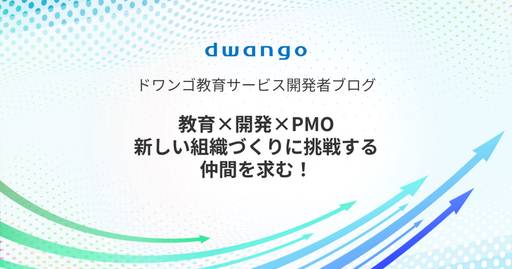 dwango
ドワンゴ教育サービス開発者ブログ
教育×開発×PMO
新しい組織づくりに挑戦する
仲間を求む！